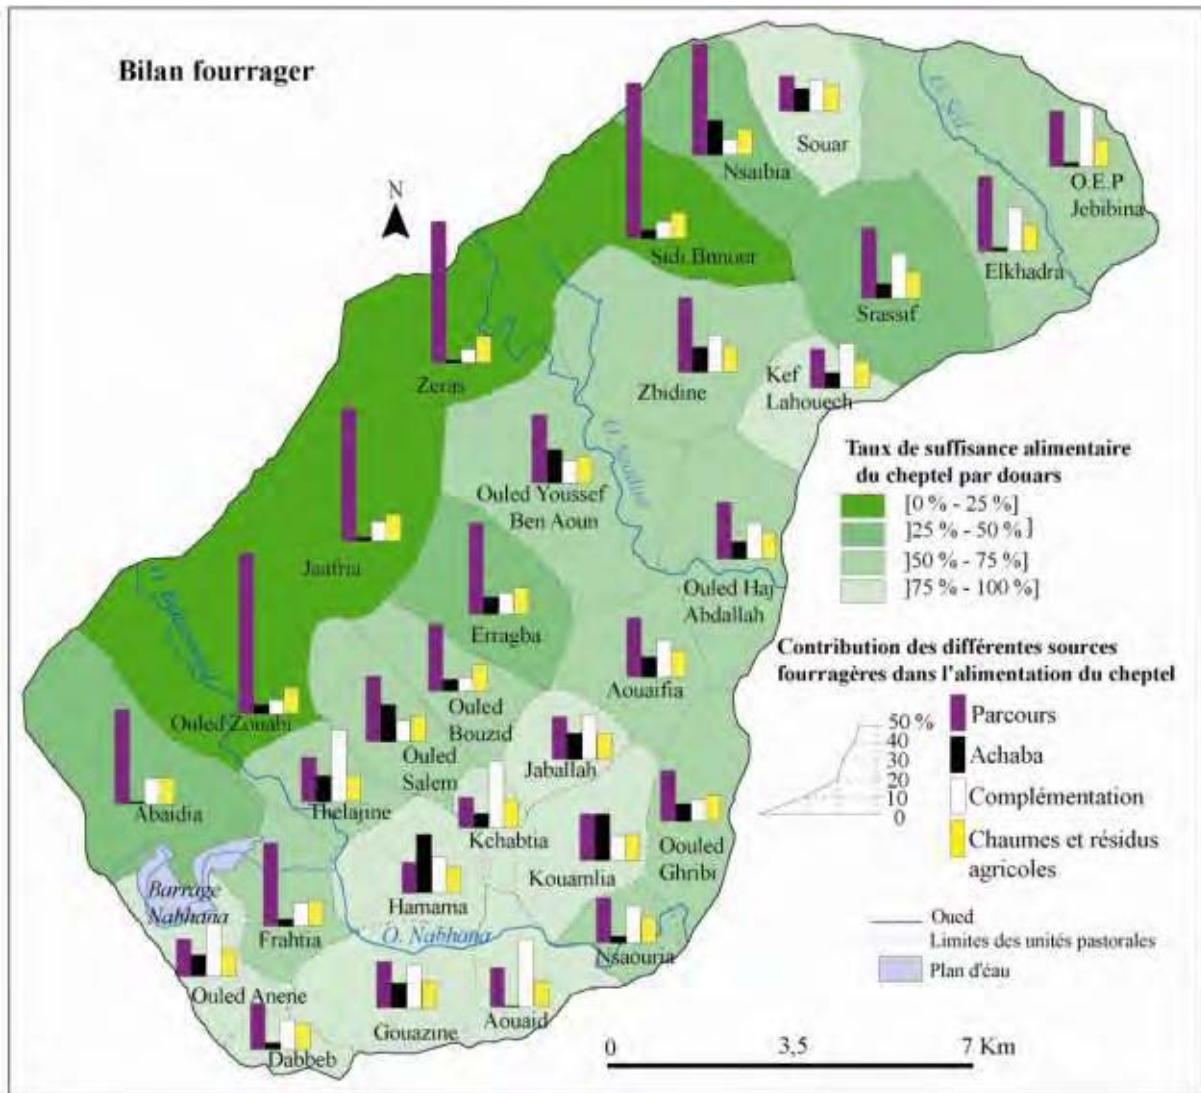 Bilan fourrager
N
Souar
Nsaibia
O.E.P
Jebibina
Elkhadra
Sidi Bnnour
Srassif
Zeras
Zbidine
Kef
Lahouech
Ouled Youssef
Ben Aoun
Jaafria
Ouled Haj
Abdallah
Erragba
Aouarfia
Ouled Zouabi
Ouled
Bouzid
Ouled
Salem
Jaballah
Abaidia
Thelajine
Kchabtia
Kouamlia
Oouled
Ghribi
Hamama
Barrage
Nabhana
Frahtia
O. Nabhana
Nsaouria
Ouled Anene
Gouazine
Aouaid
Dabbeb
Taux de suffisance alimentaire
du cheptel par douars
[0 % - 25 %]
]25 % - 50 %]
]50 % - 75 %]
]75 % - 100 %]
Contribution des différentes sources
fourragères dans l'alimentation du cheptel
50 %
40
30
20
10
0
Parcours
Achaba
Complémentation
Chaumes et résidus
agricoles
Oued
Limites des unités pastorales
Plan d'éau
0 3,5 7 Km